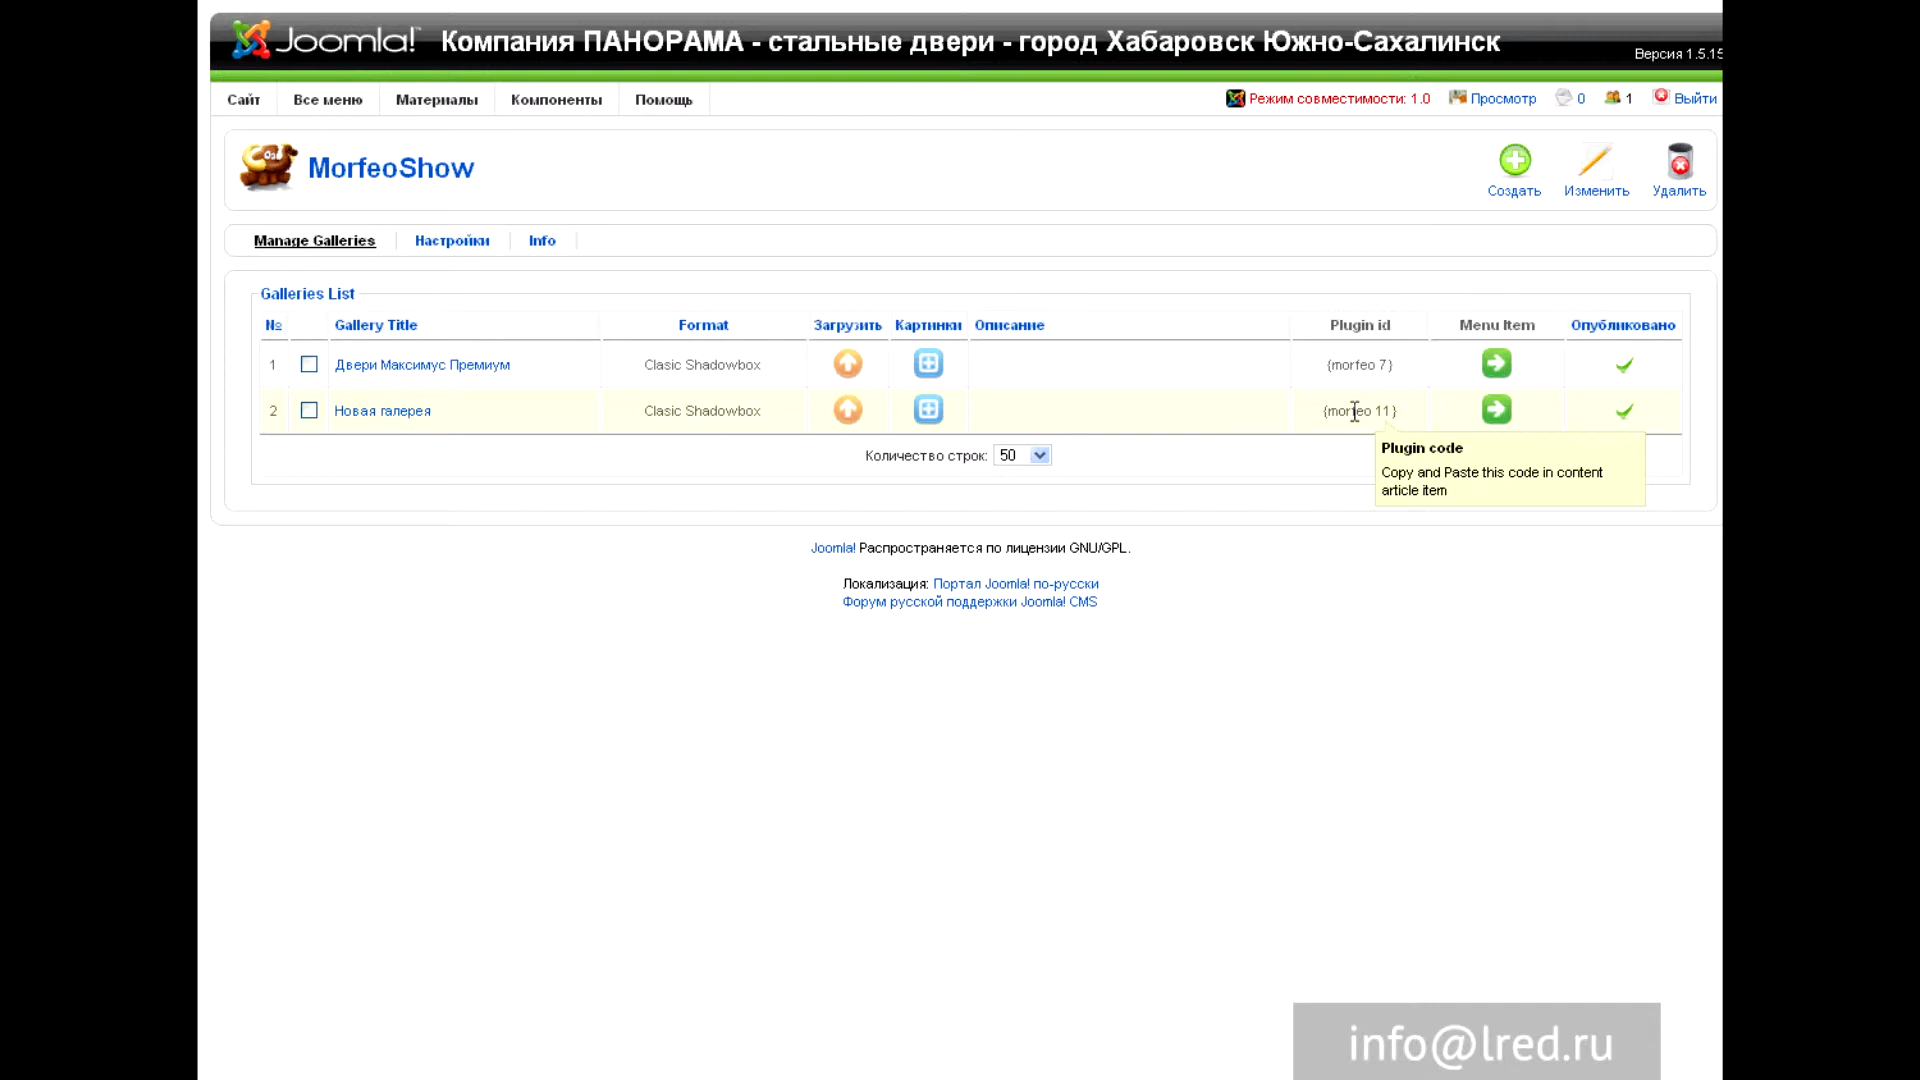 Joomla! Компания ПАНОРАМА - стальные двери - город Хабаровск Южно-Сахалинск
Версия 1.5.15
Сайт Все меню Материалы Компоненты Помощь Режим совместимости: 1.0 Просмотр 0 1 Выйти
MorfeoShow
Создать Изменить Удалить
Manage Galleries Настройки Info
Galleries List
№ Gallery Title Format Загрузить Картинки Описание Plugin id Menu Item Опубликовано
1 Двери Максимус Премиум Clasic Shadowbox {morfeo 7}
2 Новая галерея Clasic Shadowbox {morfeo 11}
Количество строк: 50
Plugin code
Copy and Paste this code in content
article item
Joomla! Распространяется по лицензии GNU/GPL.
Локализация: Портал Joomla! по-русски
Форум русской поддержки Joomla! CMS
info@lred.ru